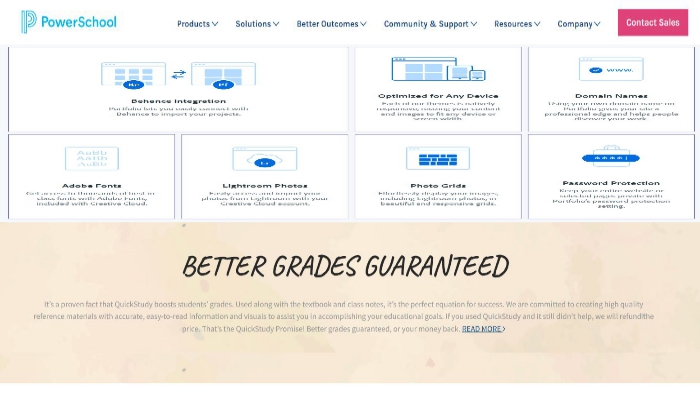 PowerSchool
Products Solutions Better Outcomes Community & Support Resources Company Contact Sales
Be Pf
Behance Integration
Portfolio lets you easily connect with
Behance to import your projects.
Optimized for Any Device
Each of our themes is natively
responsive, rotating your content
and images to fit any device or
screen width.
www.
Domain Names
Using your own domain name on
Portfolio gives your site a
professional edge and helps people
discover your work.
AaBb
AaBb
AaBb
Adobe Fonts
Get access to thousands of best-in
class fonts with Adobe Fonts,
included with Creative Cloud.
Lr
Lightroom Photos
Easily access and import your
photos from Lightroom with your
Creative Cloud account.
Photo Grids
Effortlessly deploy your images,
including Lightroom photos, in
beautiful and responsive grids.
Password Protection
Keep your entire website or
selected pages private with
Portfolio's password protection
setting.
BETTER GRADES GUARANTEED
It's a proven fact that QuickStudy boosts students' grades. Used along with the textbook and class notes, it's the perfect equation for success. We are committed to creating high quality
reference materials with accurate, easy-to-read information and visuals to assist you in accomplishing your educational goals. If you used QuickStudy and it still didn't help, we will refund the
price. That's the QuickStudy Promise! Better grades guaranteed, or your money back. READ MORE